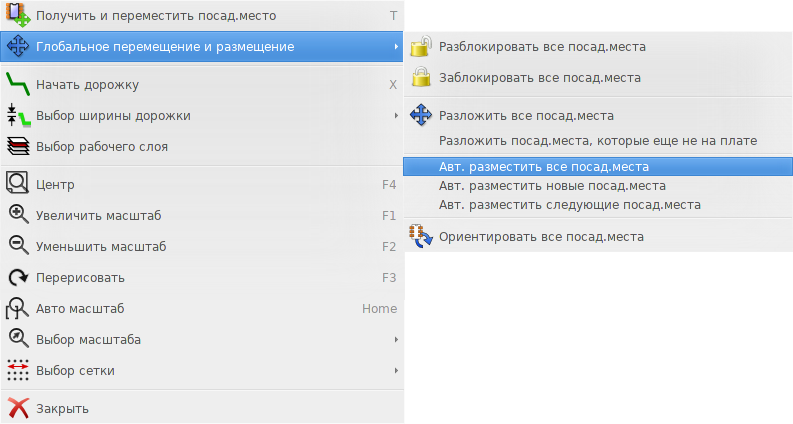 Получить и переместить посад.место T
Глобальное перемещение и размещение
Начать дорожку X
Выбор ширины дорожки
Выбор рабочего слоя
Центр F4
Увеличить масштаб F1
Уменьшить масштаб F2
Перерисовать F3
Авто масштаб Home
Выбор масштаба
Выбор сетки
Закрыть
Разблокировать все посад.места
Заблокировать все посад.места
Разложить все посад.места
Разложить посад.места, которые еще не на плате
Авт. разместить все посад.места
Авт. разместить новые посад.места
Авт. разместить следующие посад.места
Ориентировать все посад.места